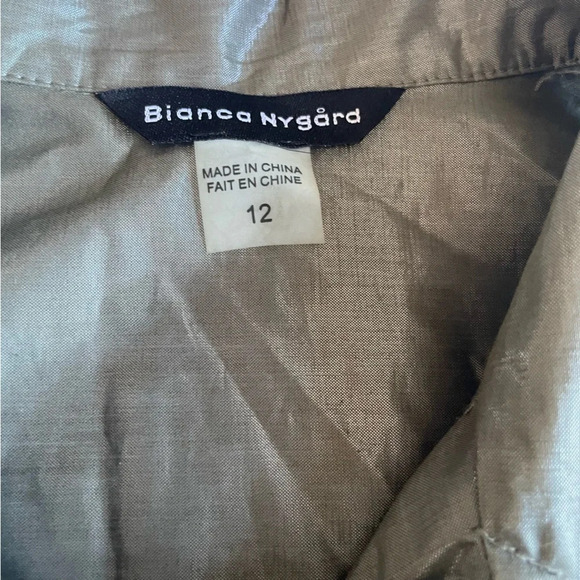 Bianca Nygård
MADE IN CHINA
FAIT EN CHINE
12